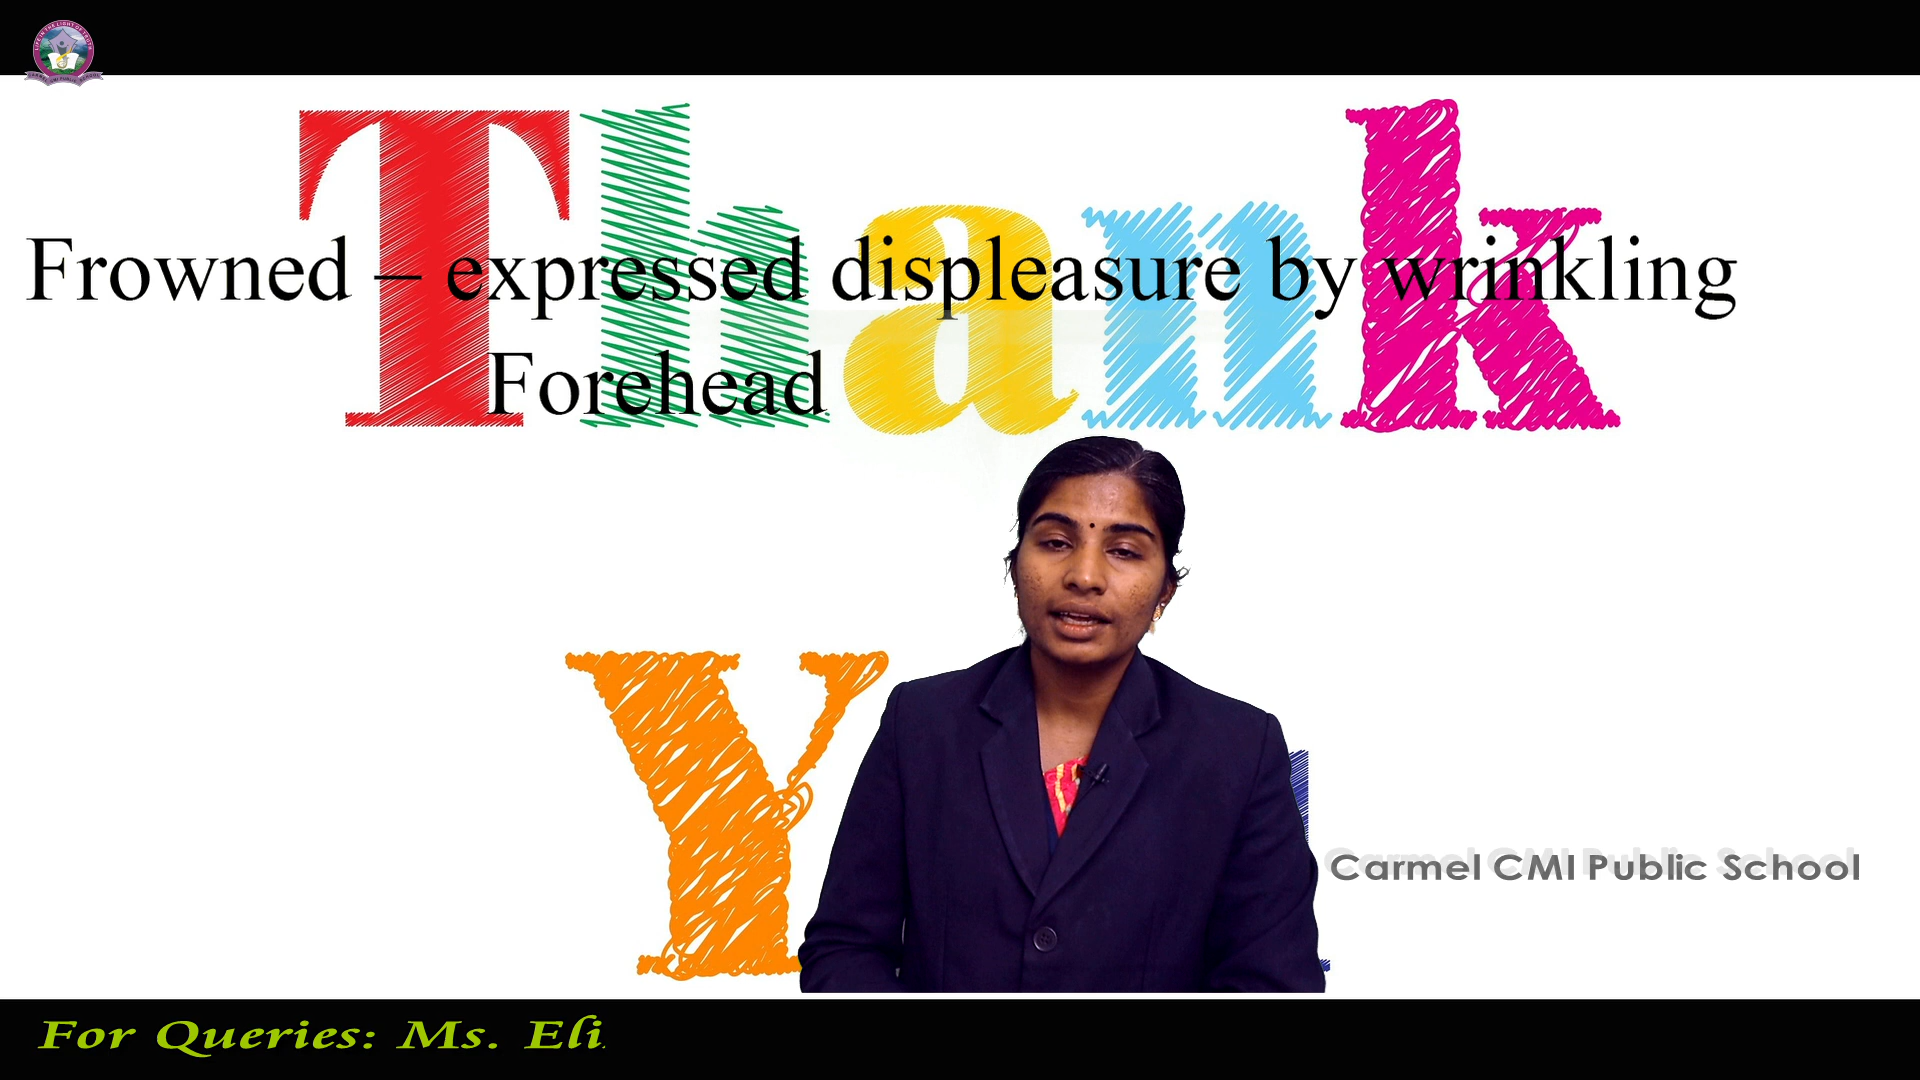 Thank
Frowned – expressed displeasure by wrinkling
Forehead
Y
Carmel CMI Public School
For Queries: Ms. Eli